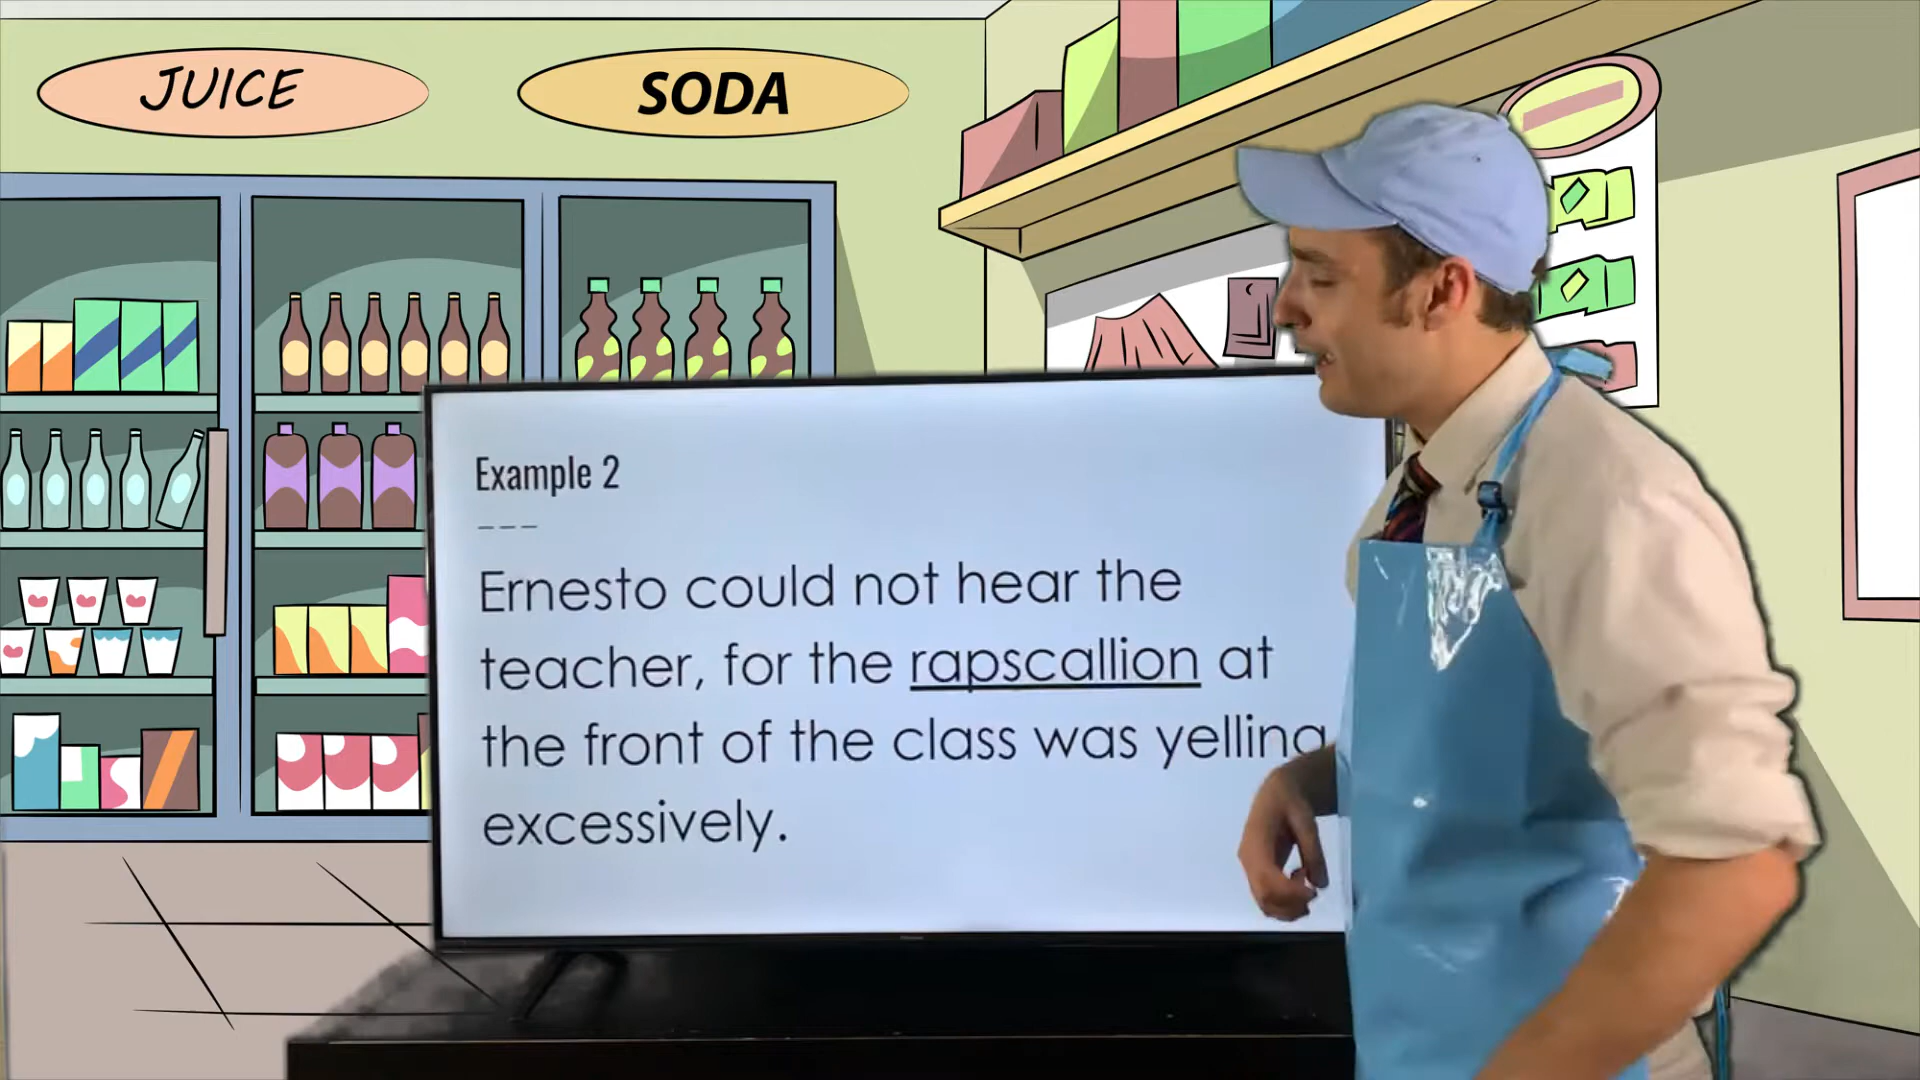 JUICE
SODA
Example 2
Ernesto could not hear the
teacher, for the rapscallion at
the front of the class was yelling
excessively.